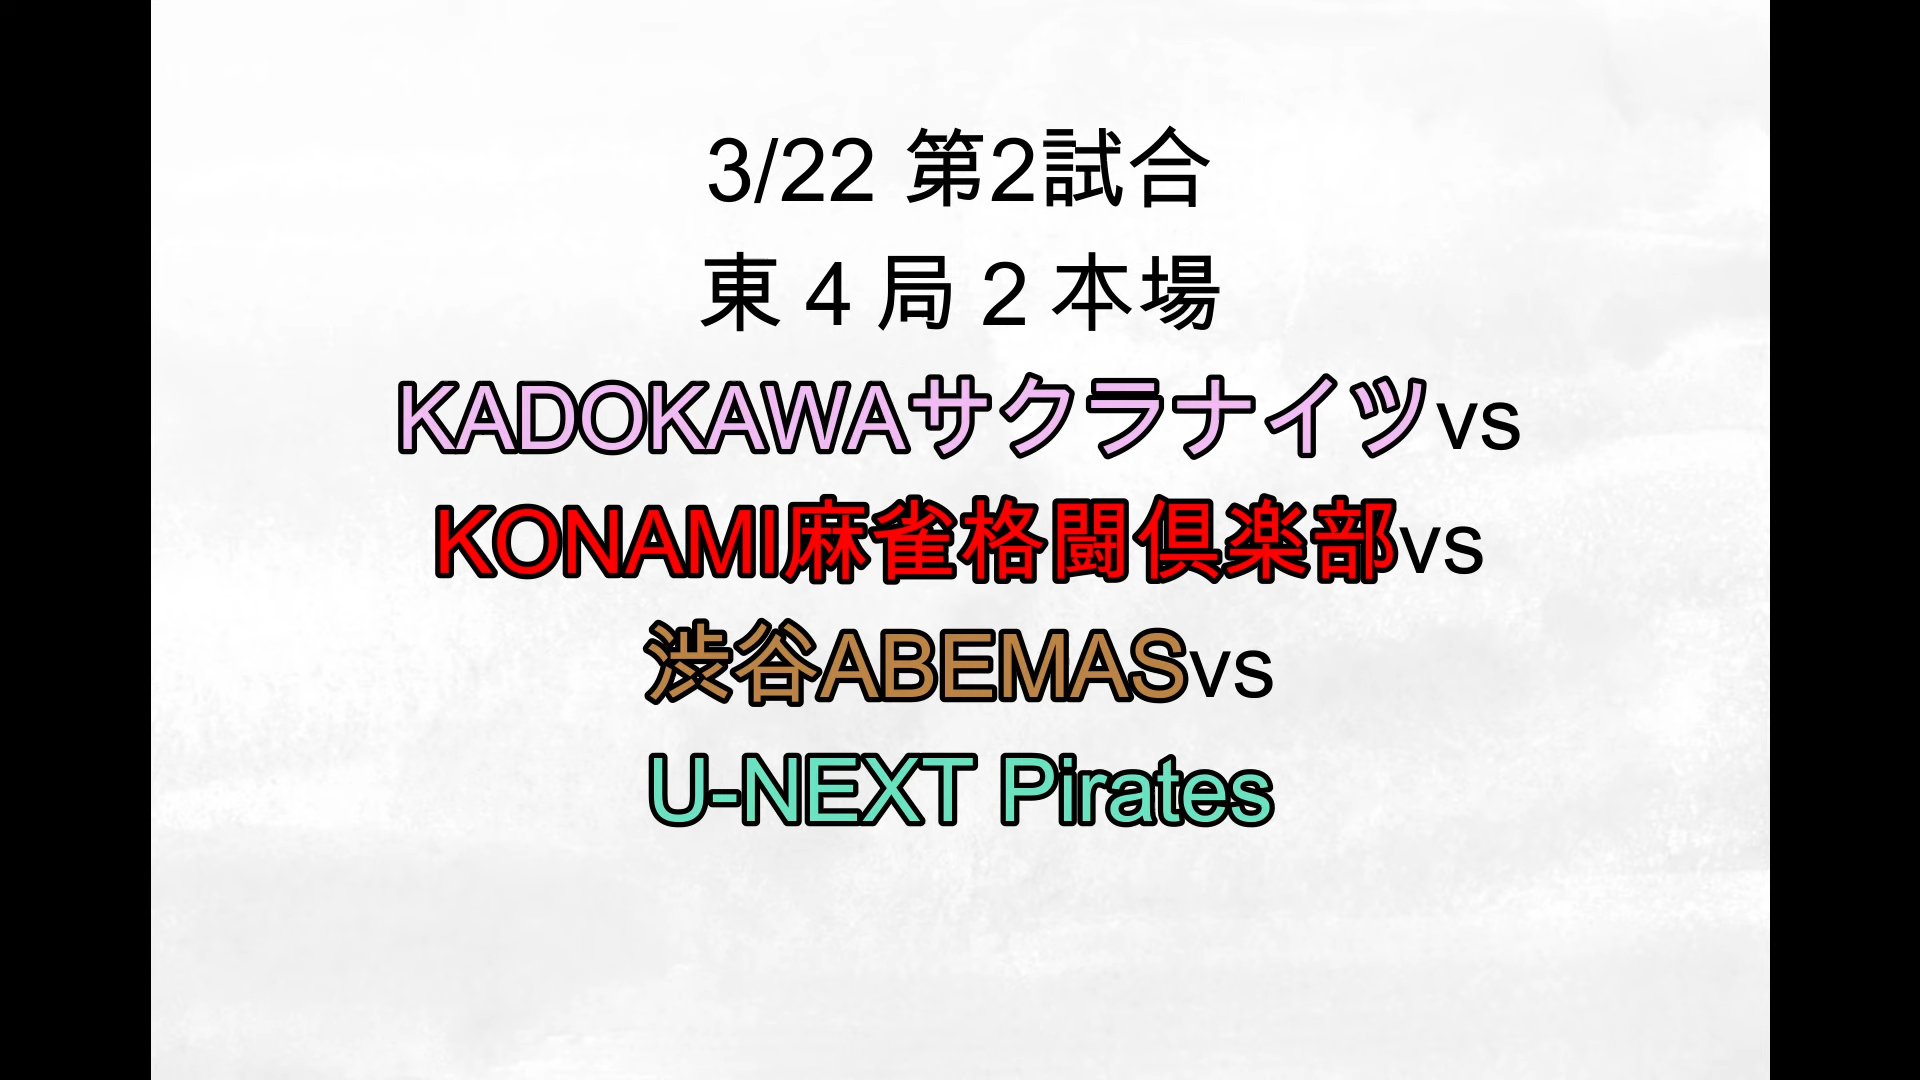 3/22 第2試合
東４局２本場
KADOKAWAサクラナイツvs
KONAMI麻雀格闘倶楽部vs
渋谷ABEMASvs
U-NEXT Pirates